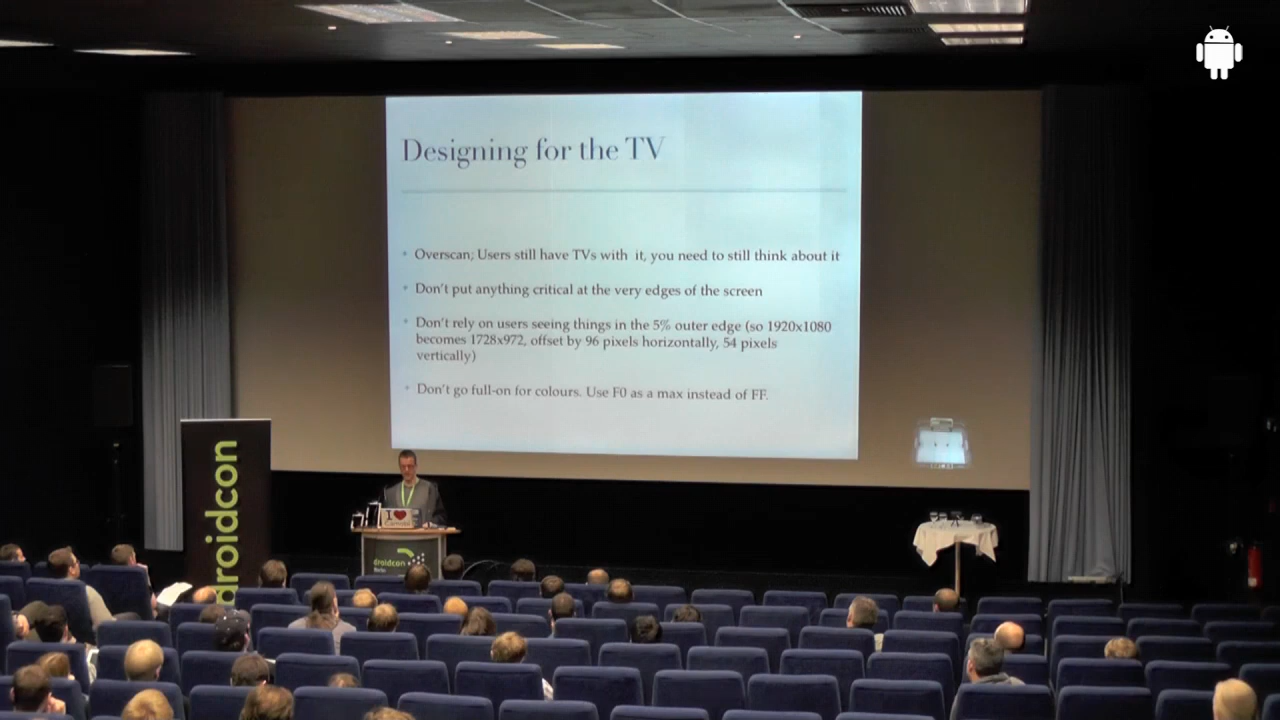 Designing for the TV
Overscan; Users still have TVs with it, you need to still think about it
Don't put anything critical at the very edges of the screen
Don't rely on users seeing things in the 5% outer edge (so 1920x1080
becomes 1728x972, offset by 96 pixels horizontally, 54 pixels
vertically)
Don't go full-on for colours. Use F0 as a max instead of FF.
droidcon
I ❤
Canada
droidcon
Berlin